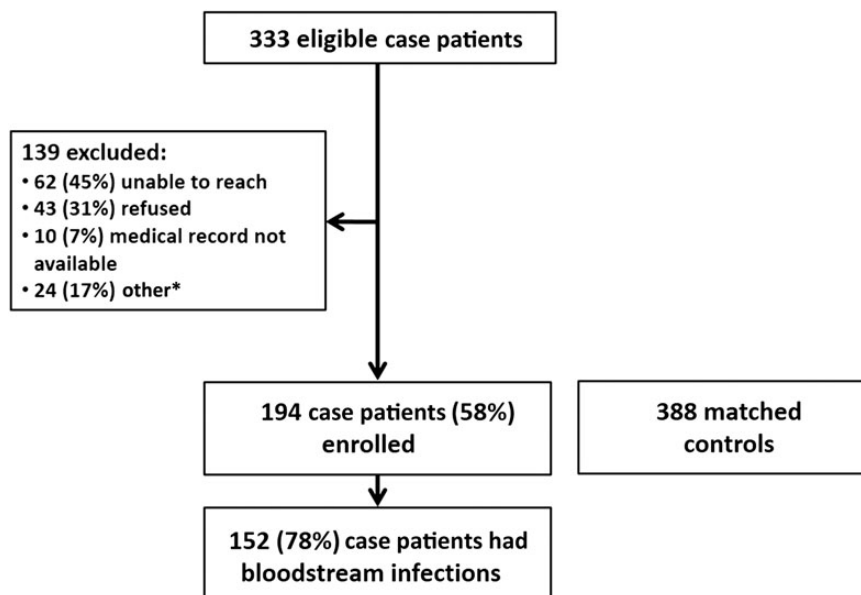 333 eligible case patients
139 excluded:
• 62 (45%) unable to reach
• 43 (31%) refused
• 10 (7%) medical record not
available
• 24 (17%) other*
194 case patients (58%)
enrolled
388 matched
controls
152 (78%) case patients had
bloodstream infections